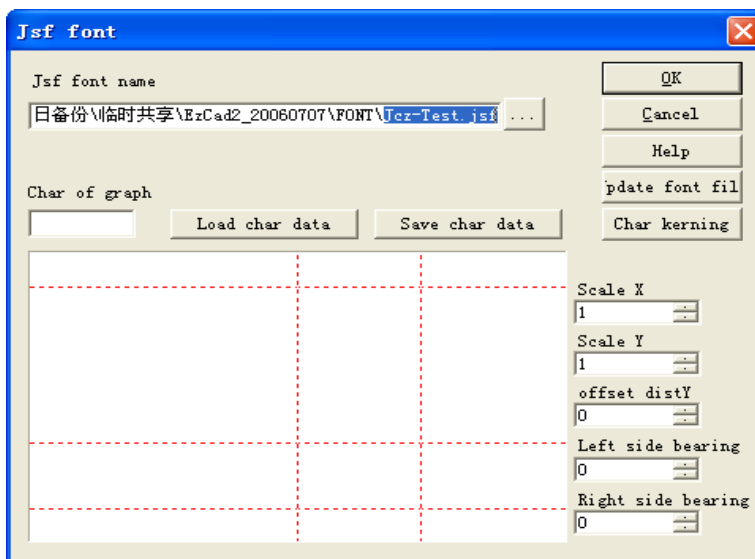 Jsf font
Jsf font name
日备份\临时共享\EzCad2_20060707\FONT\Jcz-Test.jsf
...
OK
Cancel
Help
pdate font fil
Char kerning
Char of graph
Load char data
Save char data
Scale X
1
Scale Y
1
offset distY
0
Left side bearing
0
Right side bearing
0